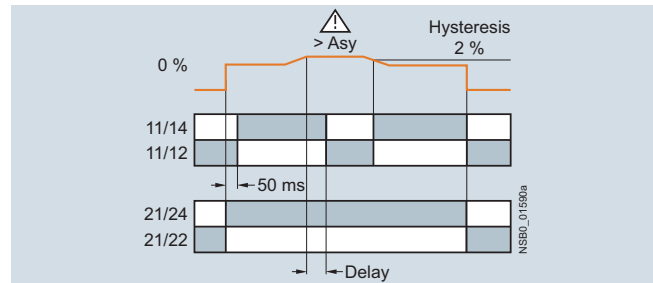 Hysteresis
> Asy
2 %
0 %
11/14
11/12
50 ms
21/24
21/22
Delay
NSB0_01590a